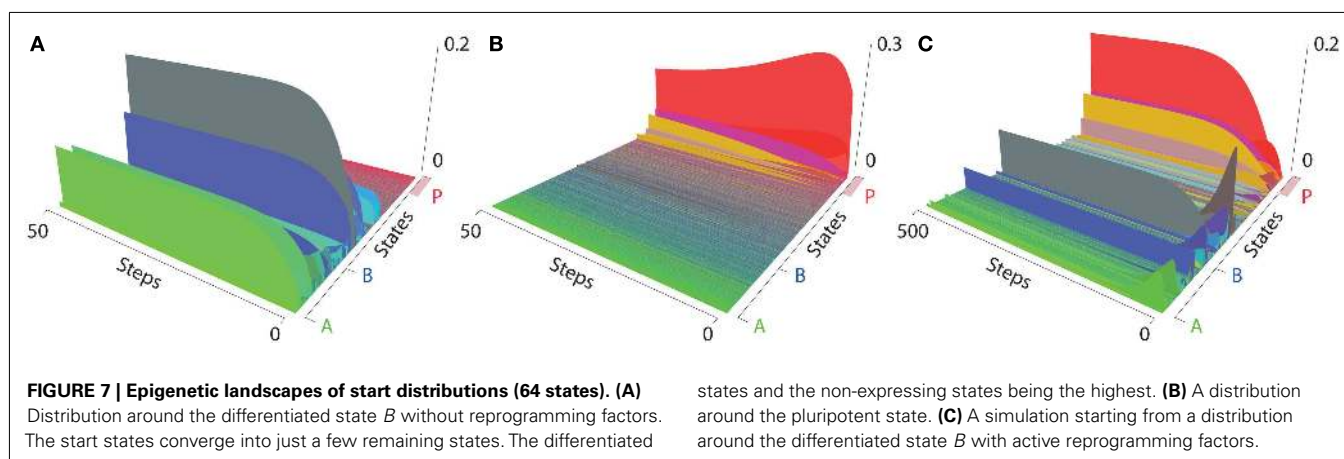 A
0.2
0
P
States
B
A
50
Steps
0
B
0.3
0
P
States
B
A
50
Steps
0
C
0.2
0
P
States
B
A
500
Steps
0
FIGURE 7 | Epigenetic landscapes of start distributions (64 states). (A)
Distribution around the differentiated state B without reprogramming factors.
The start states converge into just a few remaining states. The differentiated
states and the non-expressing states being the highest. (B) A distribution
around the pluripotent state. (C) A simulation starting from a distribution
around the differentiated state B with active reprogramming factors.